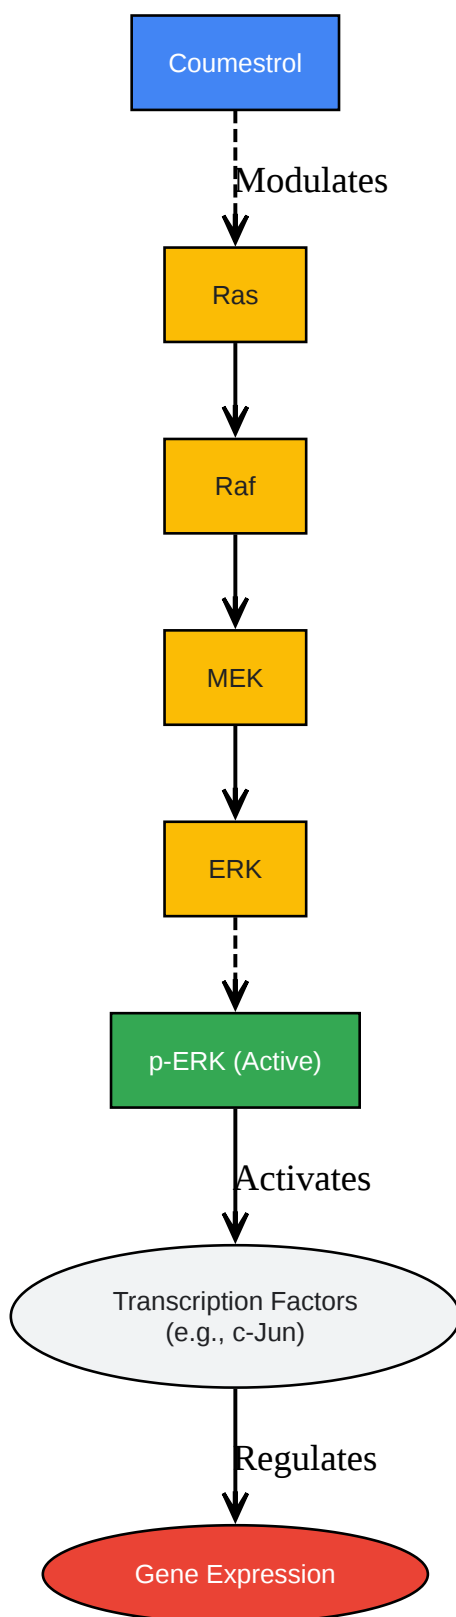 Coumestrol
Modulates
Ras
Raf
MEK
ERK
p-ERK (Active)
Activates
Transcription Factors
(e.g., c-Jun)
Regulates
Gene Expression